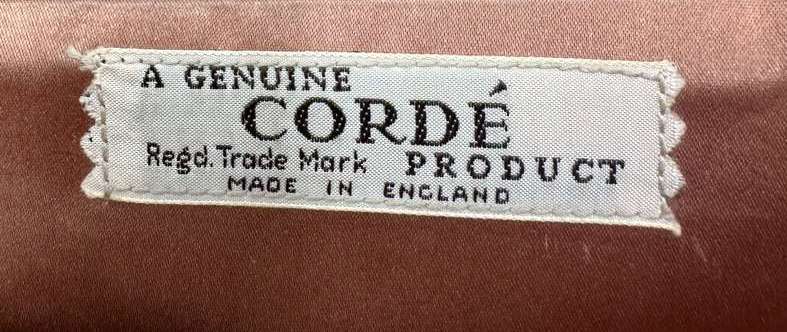 A GENUINE
CORDÉ
Regd. Trade Mark PRODUCT
MADE IN ENGLAND